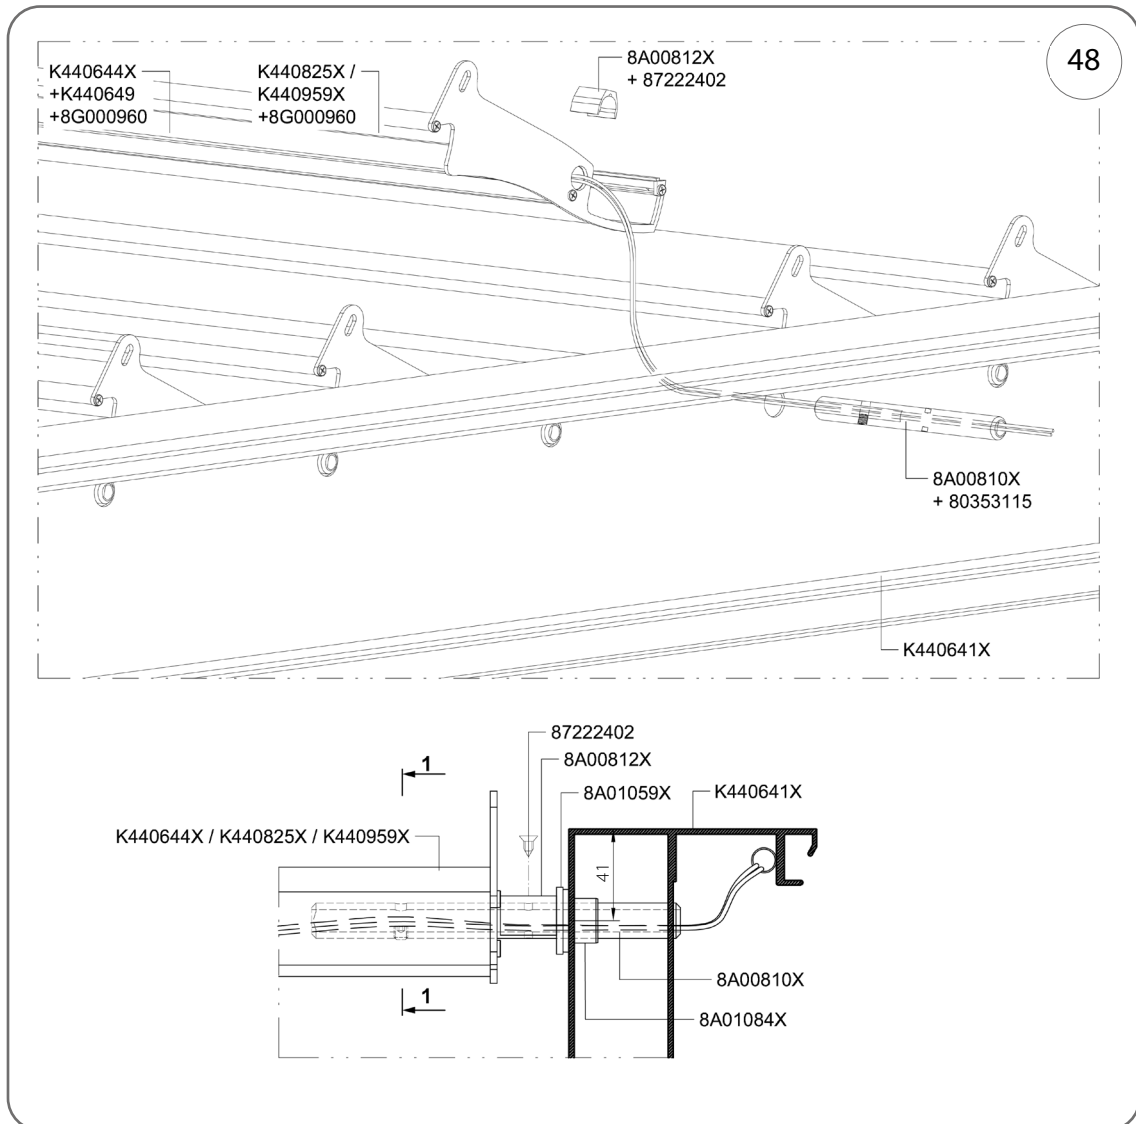 48
K440644X
+K440649
+8G000960
K440825X /
K440959X
+8G000960
8A00812X
+ 87222402
8A00810X
+ 80353115
K440641X
87222402
8A00812X
1
8A01059X
K440641X
K440644X / K440825X / K440959X
41
8A00810X
1
8A01084X